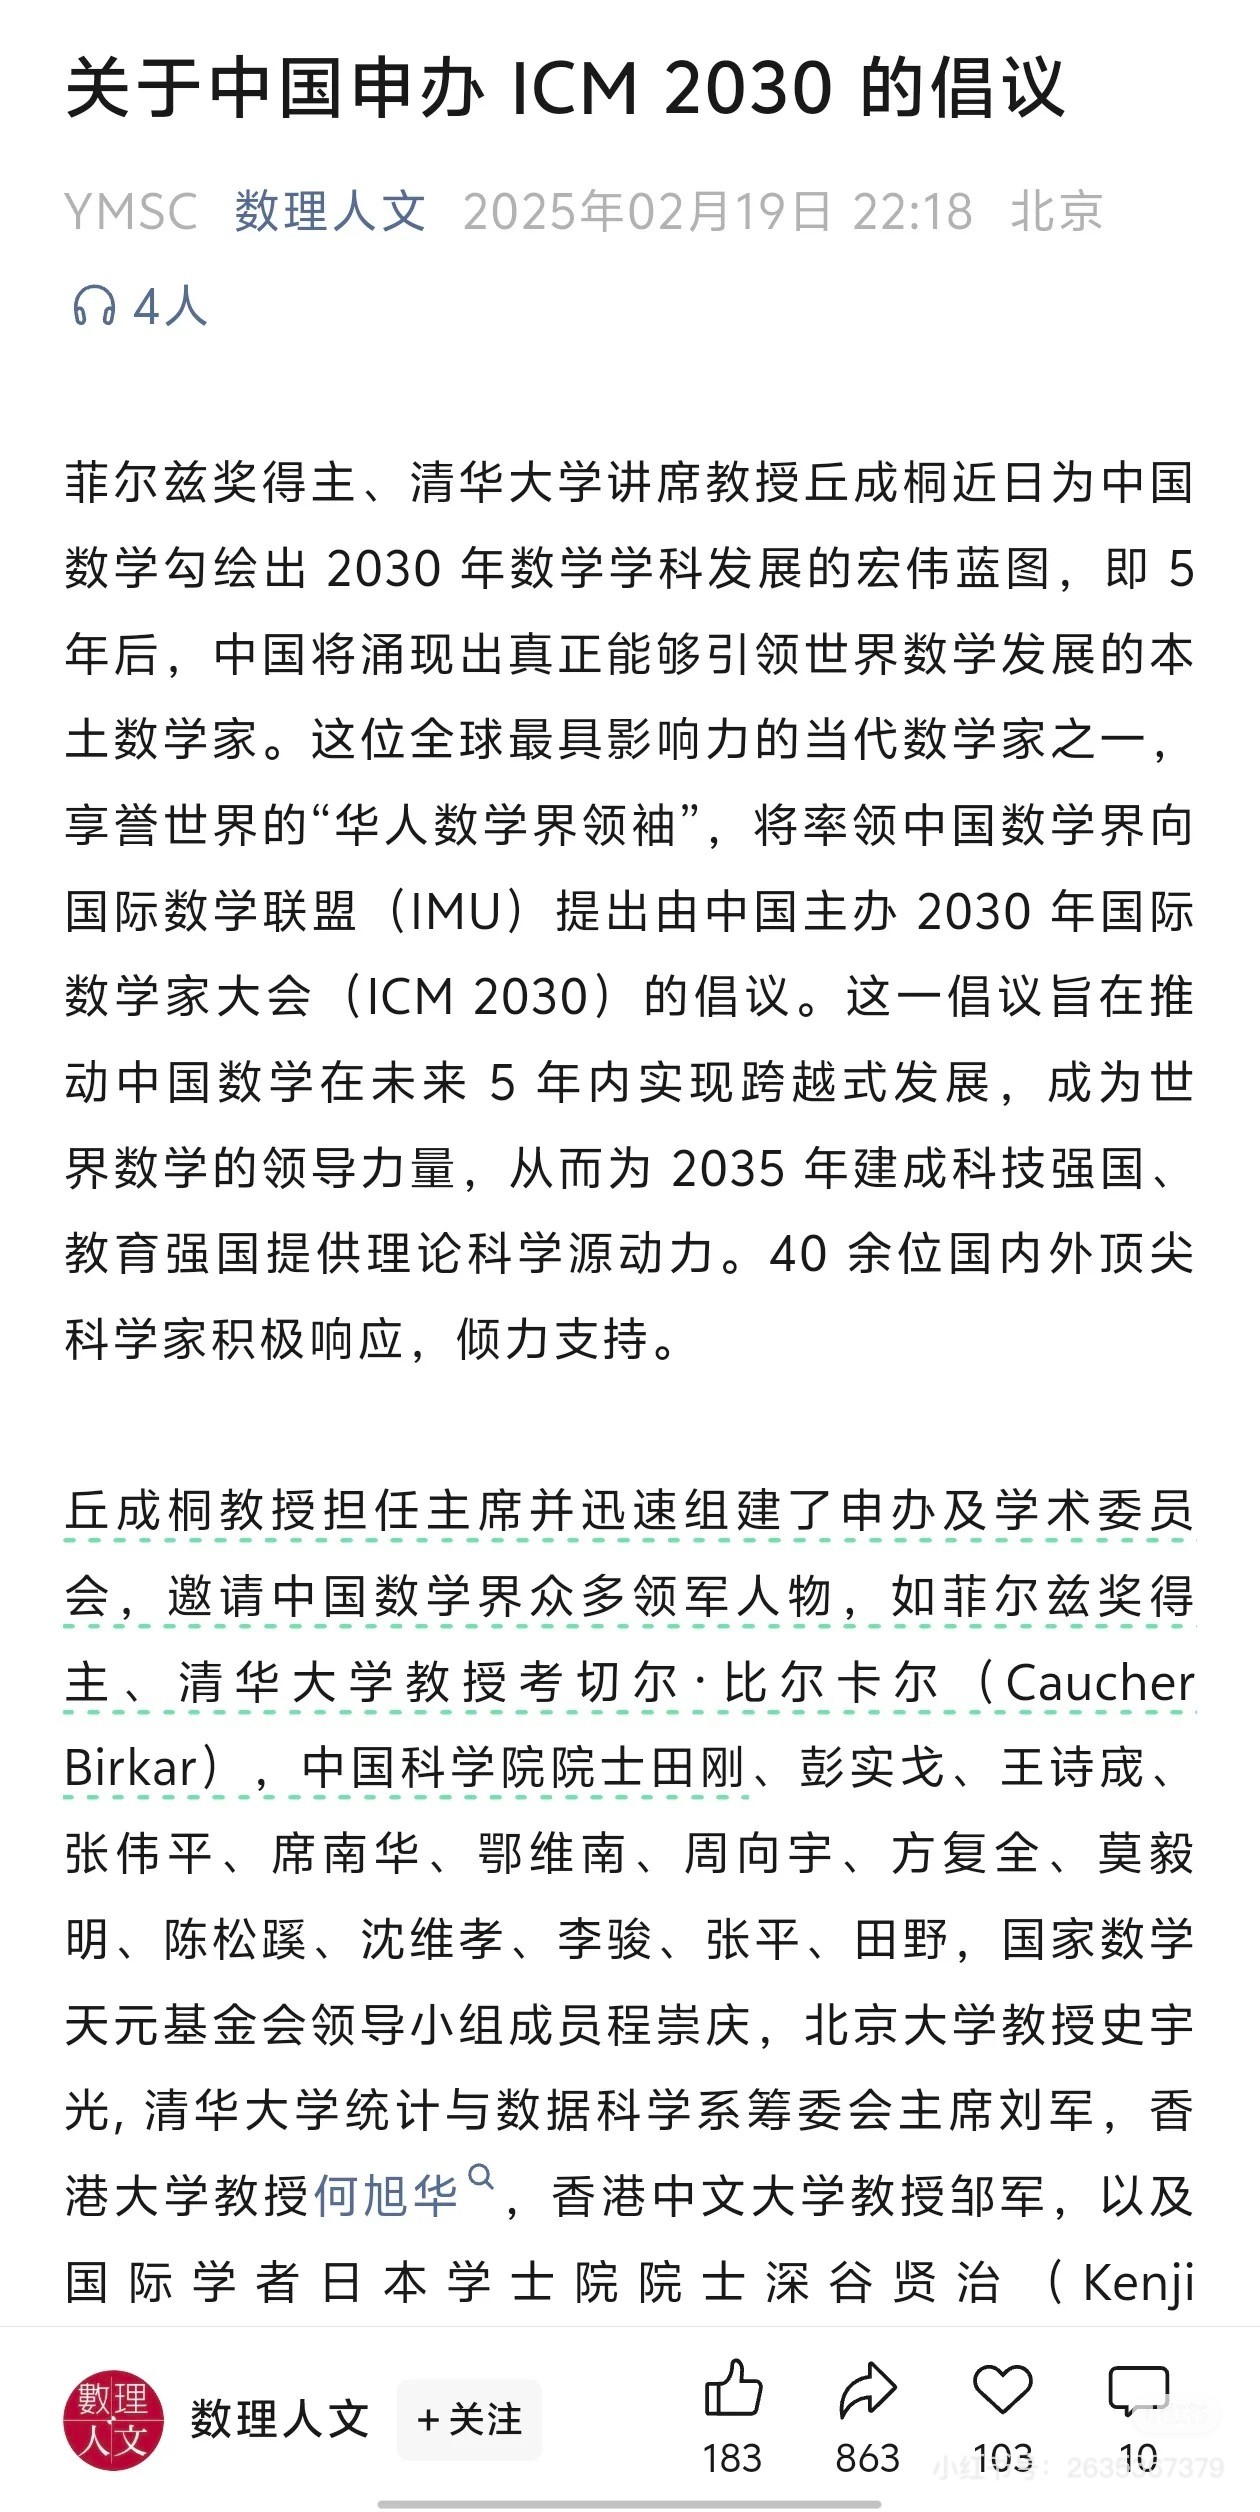 关于中国申办 ICM 2030 的倡议
YMSC 数理人文 2025年02月19日 22:18 北京
4人
菲尔兹奖得主、清华大学讲席教授丘成桐近日为中国
数学勾绘出 2030 年数学学科发展的宏伟蓝图，即 5
年后，中国将涌现出真正能够引领世界数学发展的本
土数学家。这位全球最具影响力的当代数学家之一，
享誉世界的“华人数学界领袖”，将率领中国数学界向
国际数学联盟（IMU）提出由中国主办 2030 年国际
数学家大会（ICM 2030）的倡议。这一倡议旨在推
动中国数学在未来 5 年内实现跨越式发展，成为世
界数学的领导力量，从而为 2035 年建成科技强国、
教育强国提供理论科学源动力。40 余位国内外顶尖
科学家积极响应，倾力支持。
丘成桐教授担任主席并迅速组建了申办及学术委员
会，邀请中国数学界众多领军人物，如菲尔兹奖得
主、清华大学教授考切尔·比尔卡尔（Caucher
Birkar），中国科学院院士田刚、彭实戈、王诗宬、
张伟平、席南华、鄂维南、周向宇、方复全、莫毅
明、陈松蹊、沈维孝、李骏、张平、田野，国家数学
天元基金会领导小组成员程崇庆，北京大学教授史宇
光, 清华大学统计与数据科学系筹委会主席刘军，香
港大学教授何旭华，香港中文大学教授邹军，以及
国际学者日本学士院院士深谷贤治（Kenji
數理
人文
数理人文 +关注
183 863 103 10
小红书号：